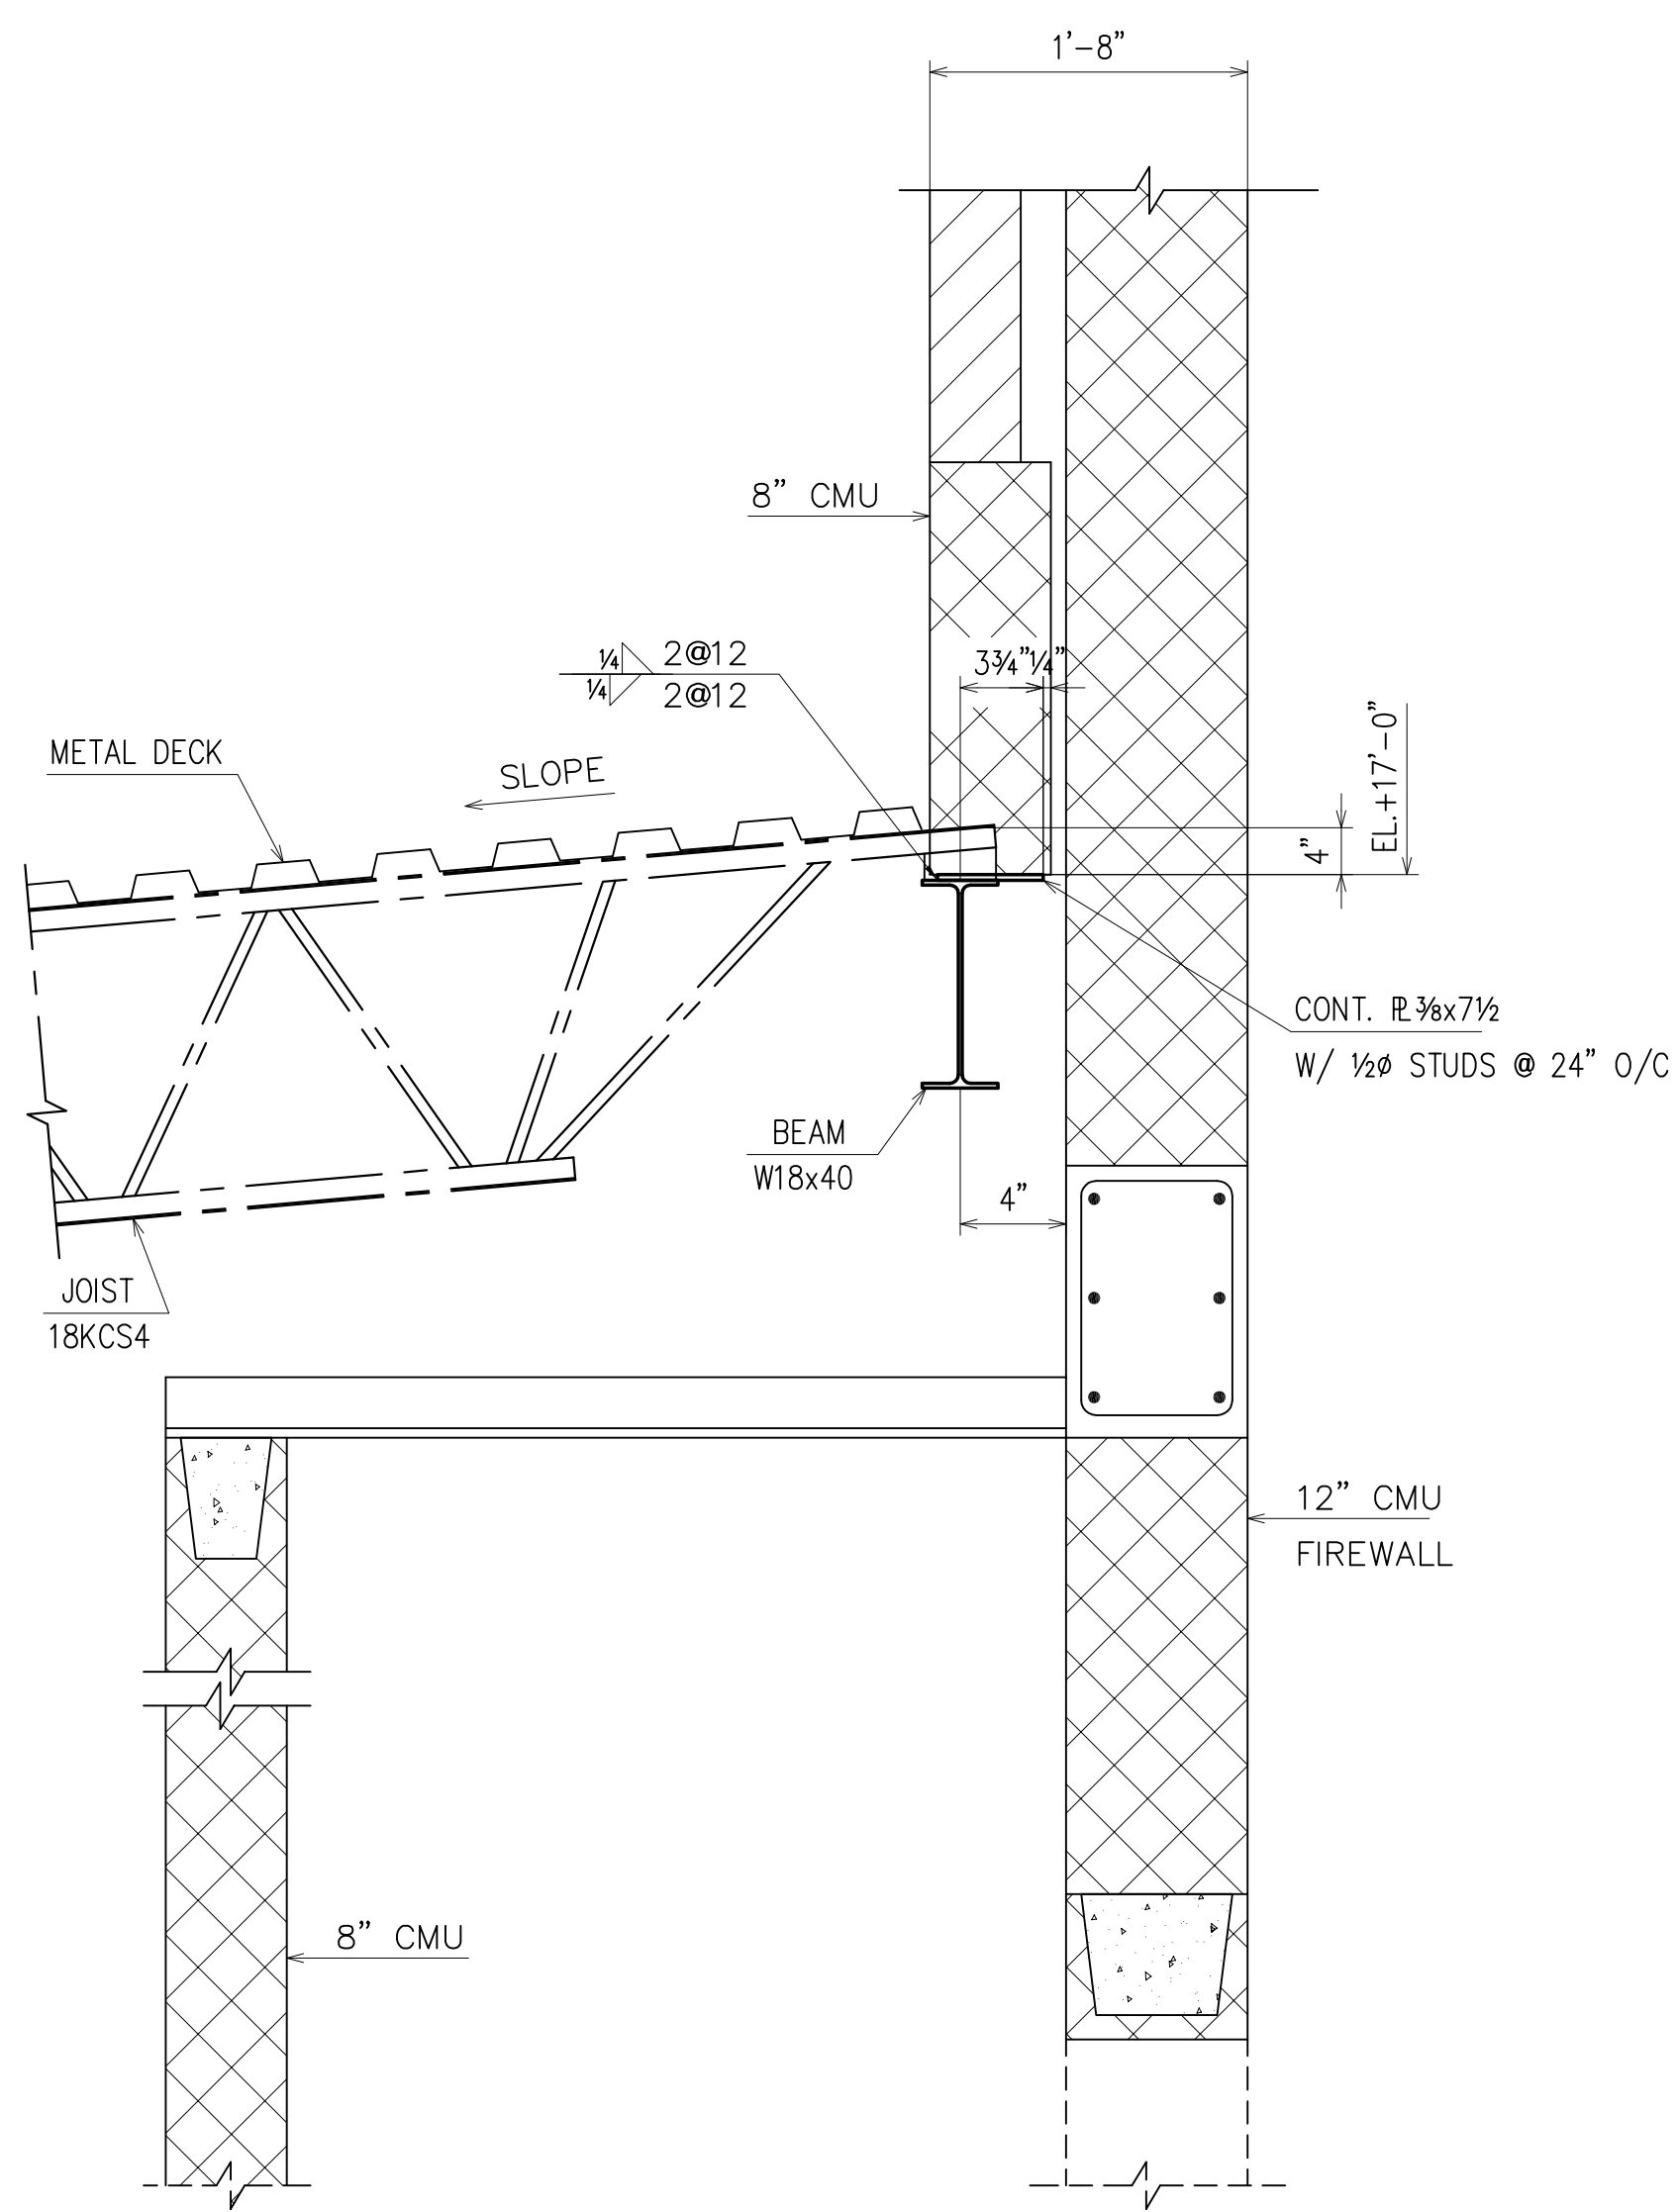 1'-8"
8" CMU
1/4 2@12
1/4 2@12
3 3/4" 1/4"
METAL DECK
SLOPE
EL.+17'-0"
4"
CONT. ℙL 3/8x7 1/2
W/ 1/2ø STUDS @ 24" O/C
BEAM
W18x40
4"
JOIST
18KCS4
12" CMU
FIREWALL
8" CMU